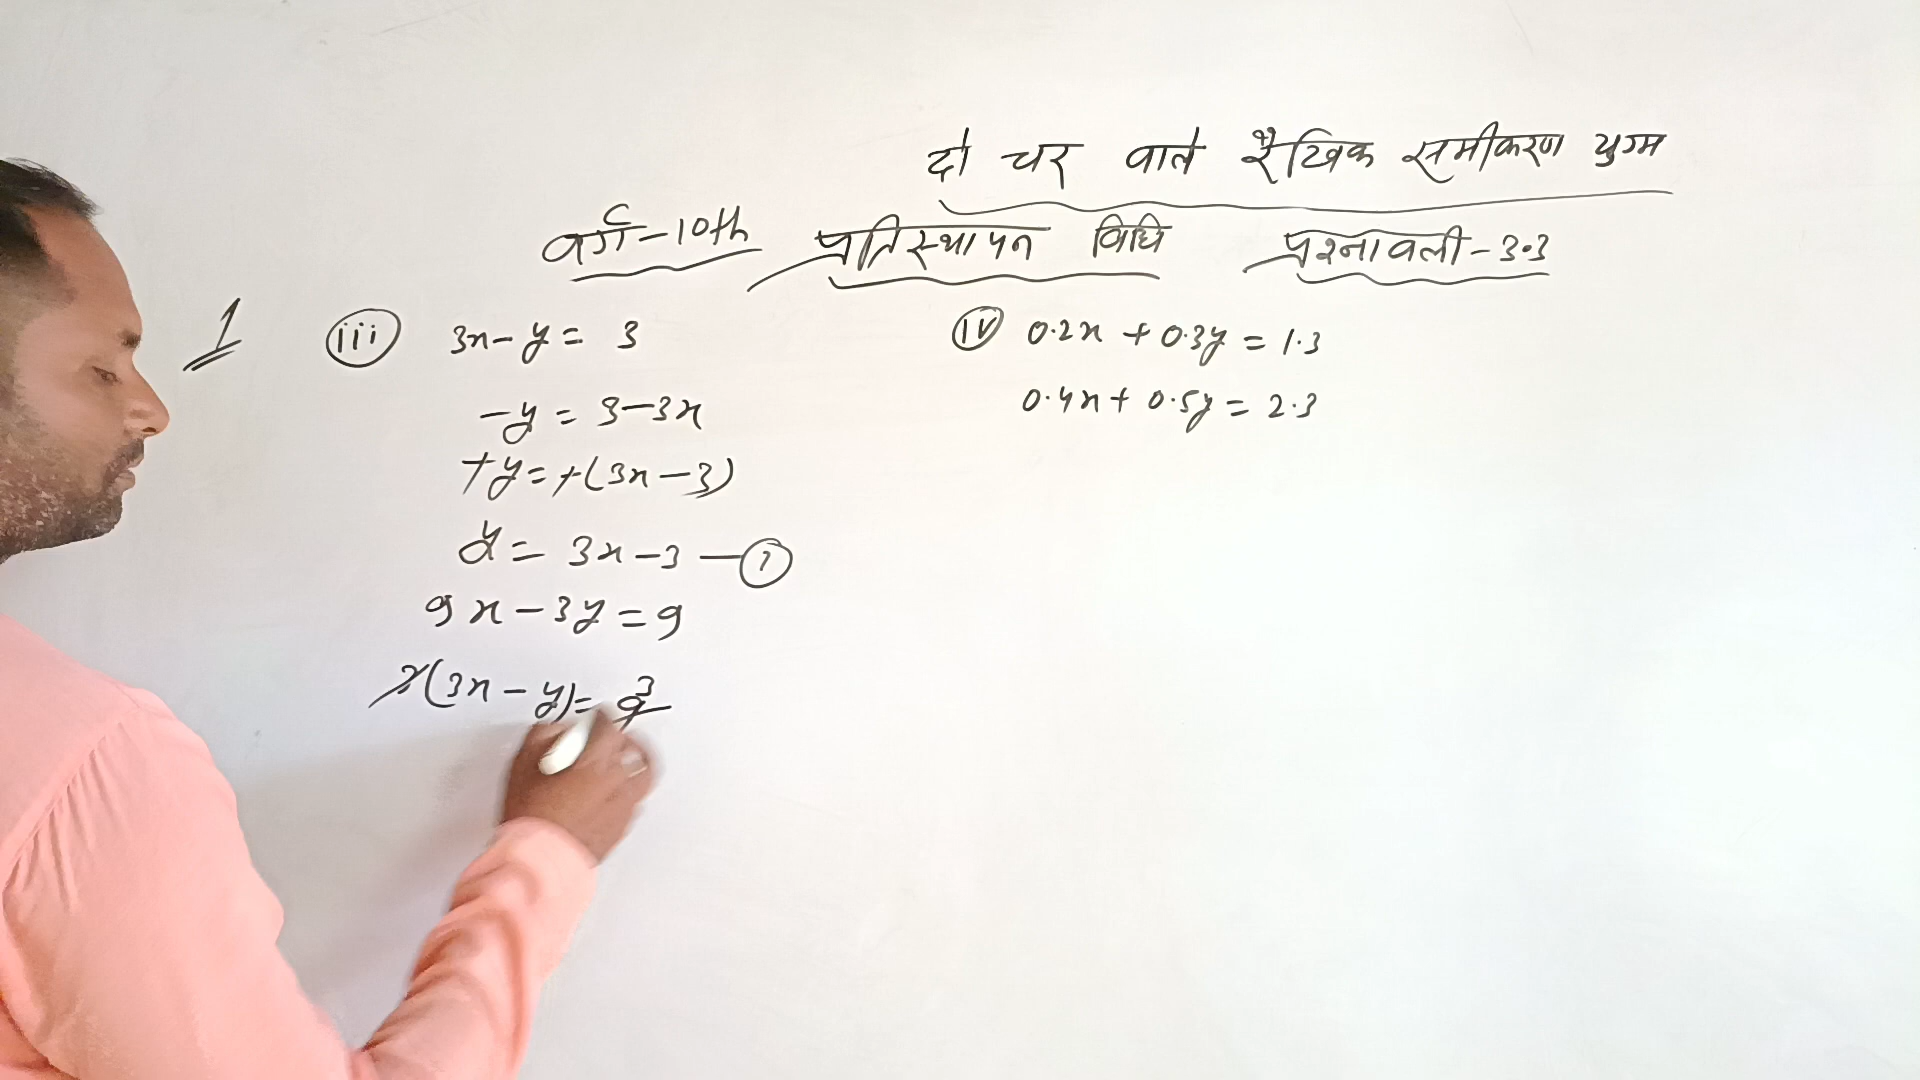 दो चर वाले रैखिक समीकरण युग्म
वर्ग-10th प्रतिस्थापन विधि प्रश्नावली-3.3
1 (iii) 3x-y = 3
-y = 3-3x
+y=+(3x-3)
y = 3x-3 -(1)
9x-3y=9
3(3x-y)= 9 3
(iv) 0.2x + 0.3y = 1.3
0.4x + 0.5y = 2.3